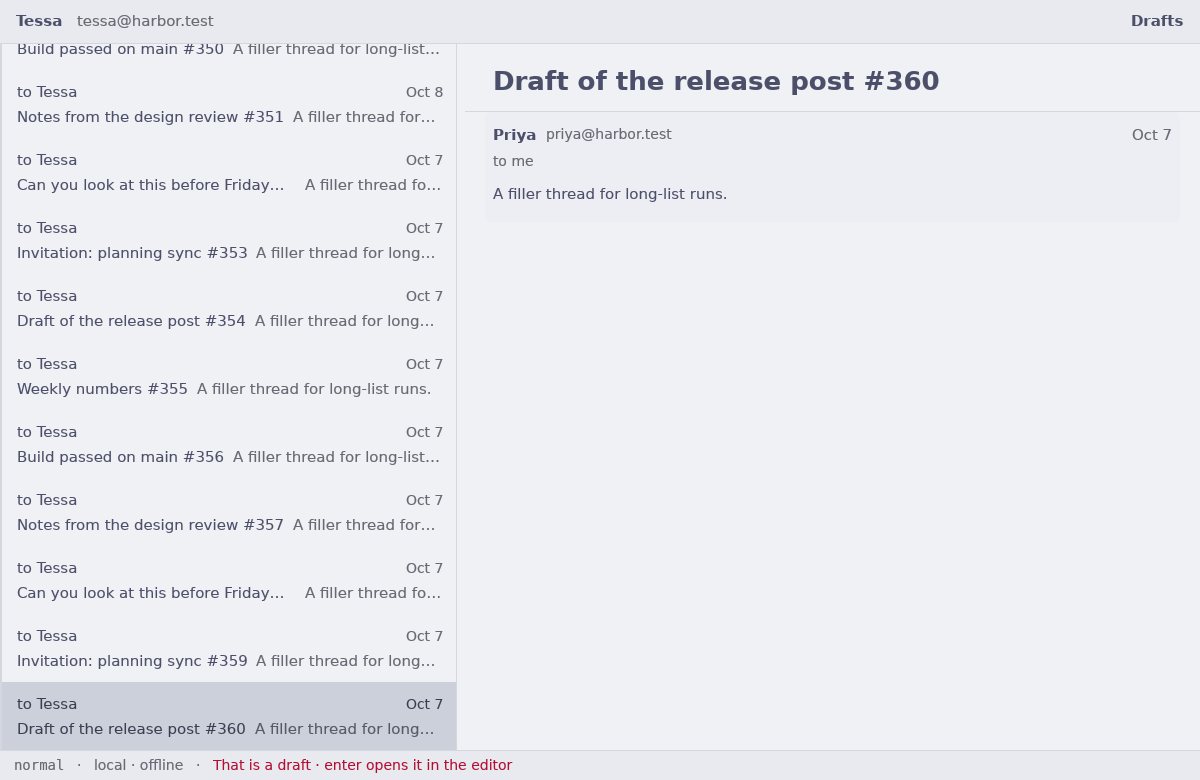 Tessa tessa@harbor.test Drafts
Build passed on main #350 A filler thread for long-list…
to Tessa Oct 8
Notes from the design review #351 A filler thread for…
to Tessa Oct 7
Can you look at this before Friday… A filler thread fo…
to Tessa Oct 7
Invitation: planning sync #353 A filler thread for long…
to Tessa Oct 7
Draft of the release post #354 A filler thread for long…
to Tessa Oct 7
Weekly numbers #355 A filler thread for long-list runs.
to Tessa Oct 7
Build passed on main #356 A filler thread for long-list…
to Tessa Oct 7
Notes from the design review #357 A filler thread for…
to Tessa Oct 7
Can you look at this before Friday… A filler thread fo…
to Tessa Oct 7
Invitation: planning sync #359 A filler thread for long…
to Tessa Oct 7
Draft of the release post #360 A filler thread for long…
Draft of the release post #360
Priya priya@harbor.test Oct 7
to me
A filler thread for long-list runs.
normal · local · offline · That is a draft · enter opens it in the editor